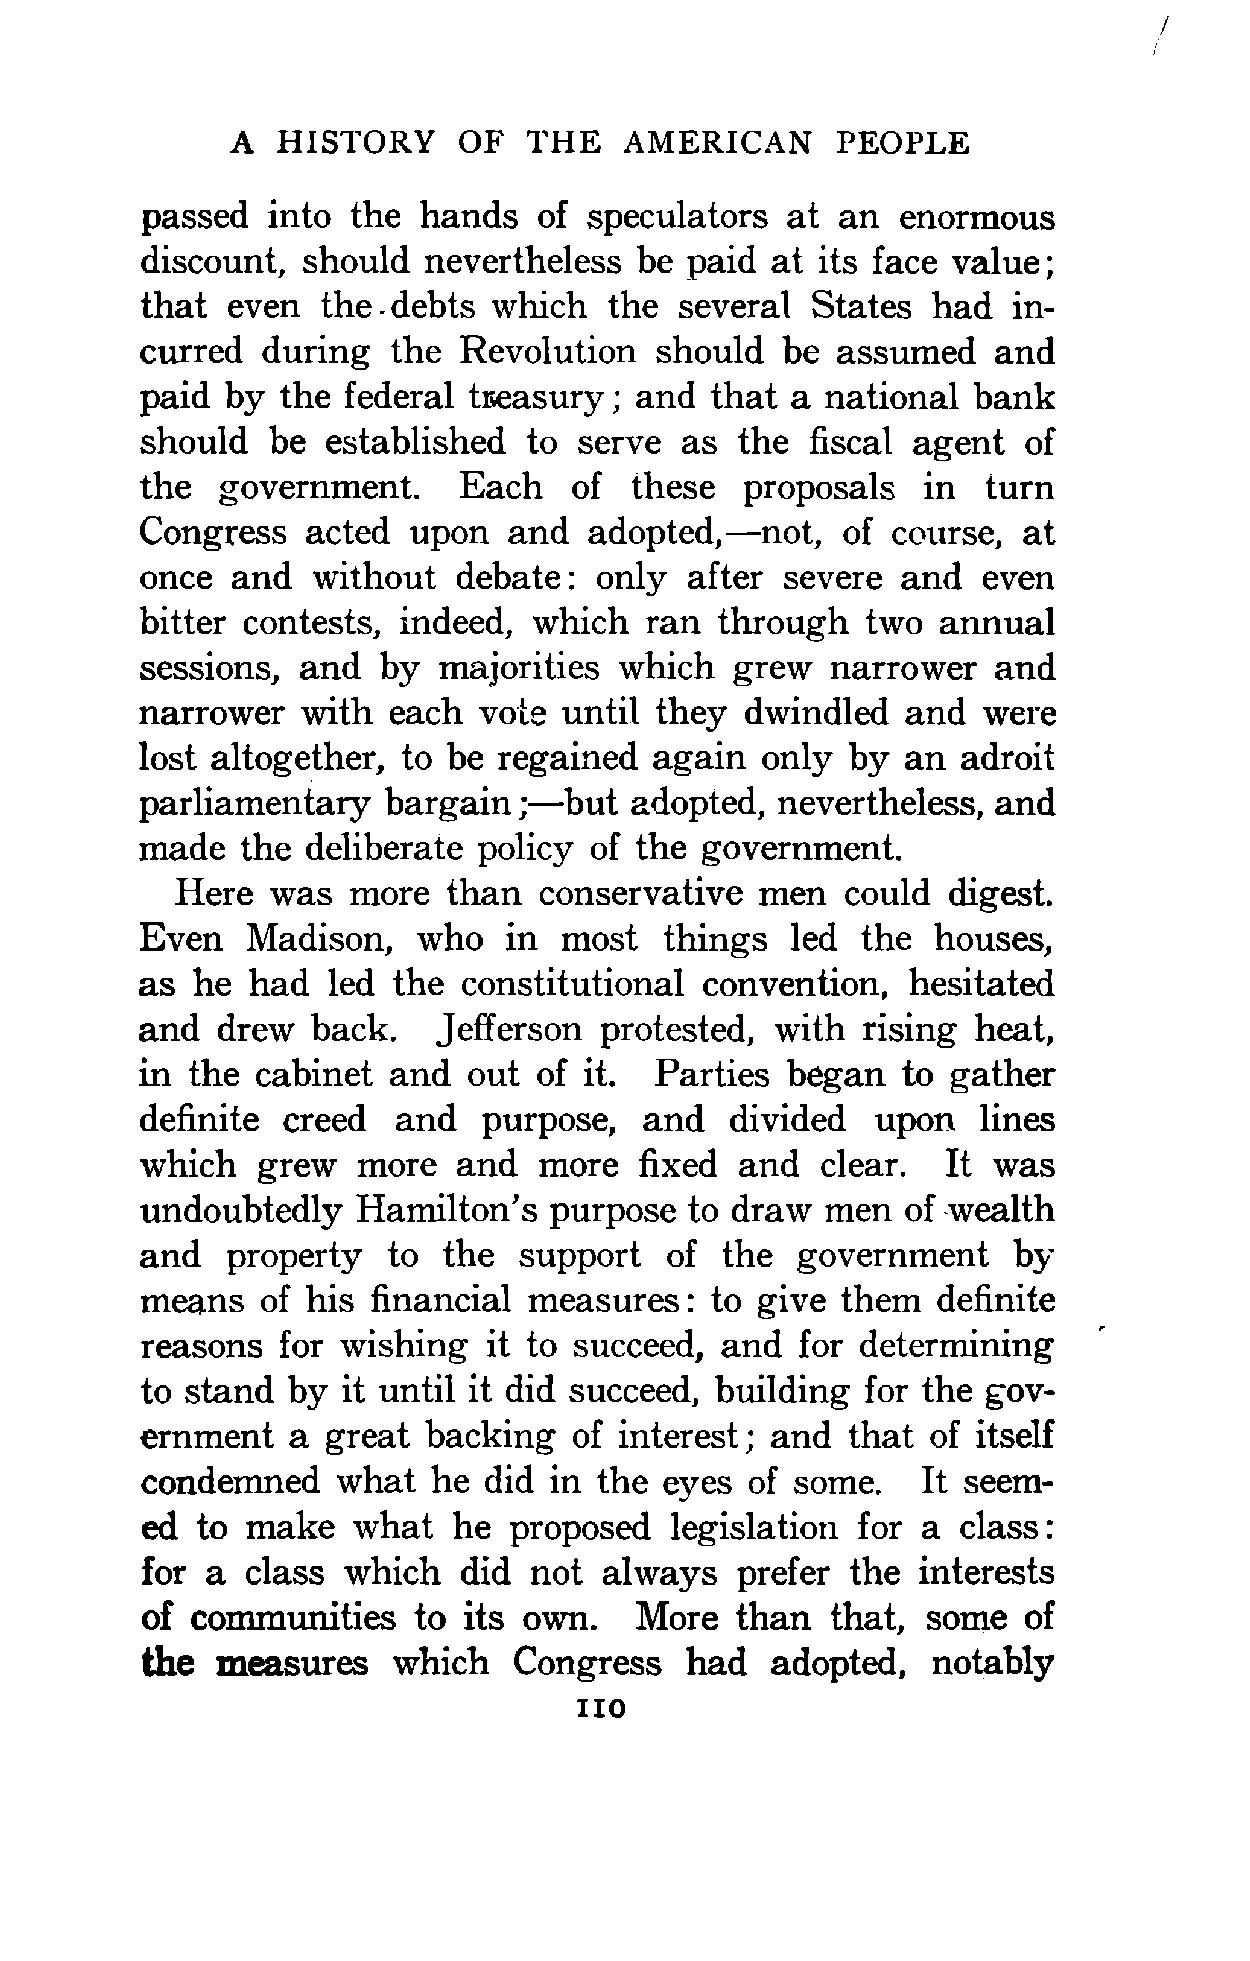 A HISTORY OF THE AMERICAN PEOPLE
passed into the hands of speculators at an enormous
discount, should nevertheless be paid at its face value;
that even the debts which the several States had in-
curred during the Revolution should be assumed and
paid by the federal treasury; and that a national bank
should be established to serve as the fiscal agent of
the government. Each of these proposals in turn
Congress acted upon and adopted,—not, of course, at
once and without debate: only after severe and even
bitter contests, indeed, which ran through two annual
sessions, and by majorities which grew narrower and
narrower with each vote until they dwindled and were
lost altogether, to be regained again only by an adroit
parliamentary bargain;—but adopted, nevertheless, and
made the deliberate policy of the government.
Here was more than conservative men could digest.
Even Madison, who in most things led the houses,
as he had led the constitutional convention, hesitated
and drew back. Jefferson protested, with rising heat,
in the cabinet and out of it. Parties began to gather
definite creed and purpose, and divided upon lines
which grew more and more fixed and clear. It was
undoubtedly Hamilton's purpose to draw men of wealth
and property to the support of the government by
means of his financial measures: to give them definite
reasons for wishing it to succeed, and for determining
to stand by it until it did succeed, building for the gov-
ernment a great backing of interest; and that of itself
condemned what he did in the eyes of some. It seem-
ed to make what he proposed legislation for a class:
for a class which did not always prefer the interests
of communities to its own. More than that, some of
the measures which Congress had adopted, notably
110